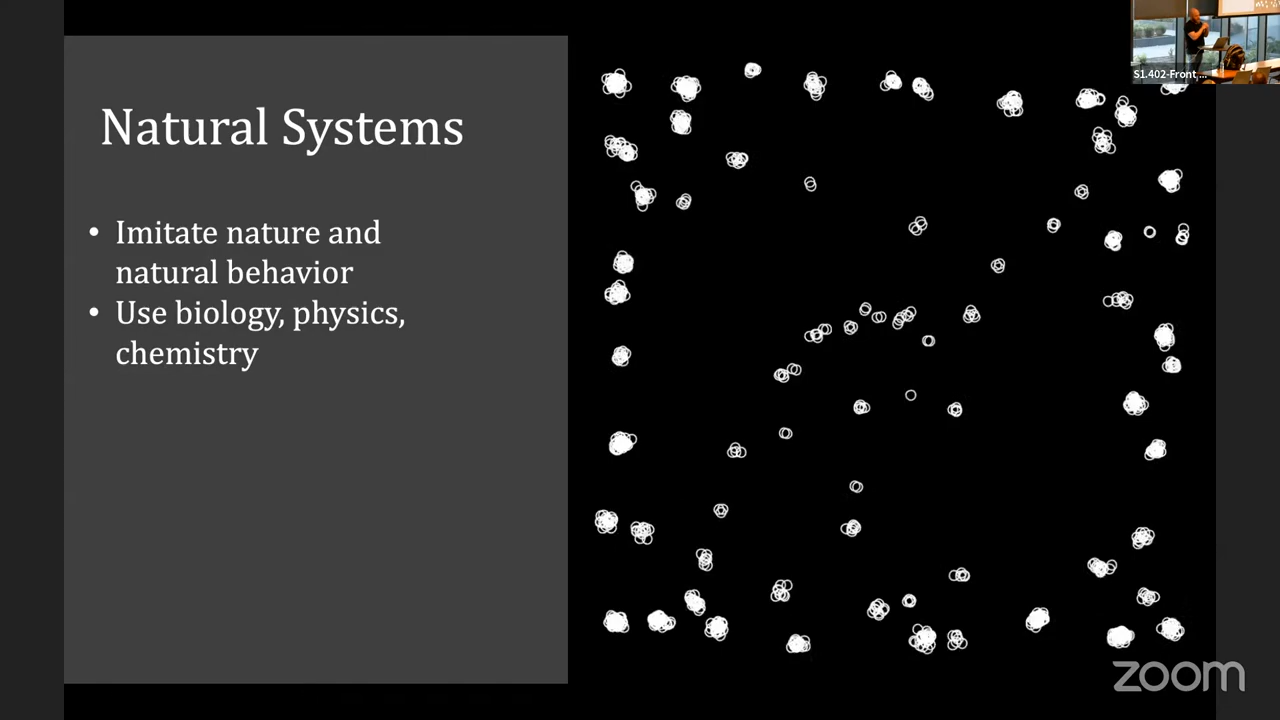 S1.402-Front ...
Natural Systems
• Imitate nature and
natural behavior
• Use biology, physics,
chemistry
zoom